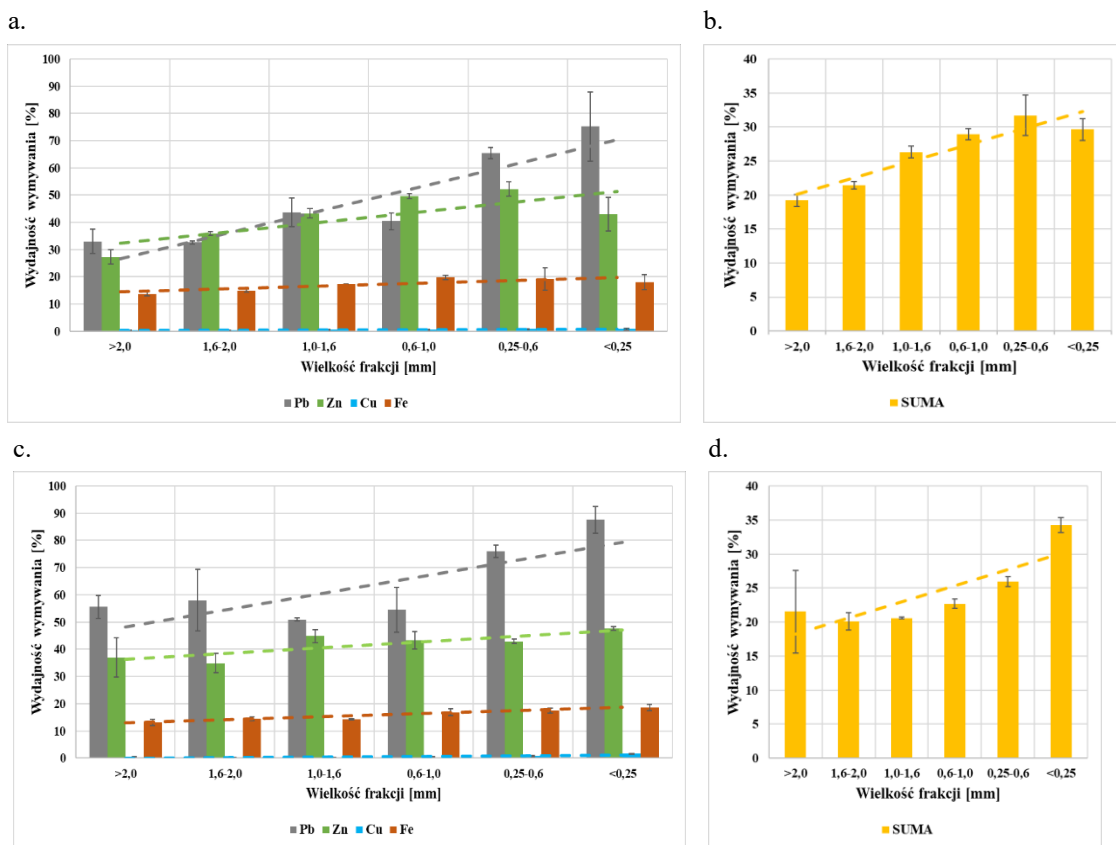 a.
b.
Wydajność wymywania [%]
100
90
80
70
60
50
40
30
20
10
0
>2,0 1,6-2,0 1,0-1,6 0,6-1,0 0,25-0,6 <0,25
Wielkość frakcji [mm]
Pb Zn Cu Fe
Wydajność wymywania [%]
40
35
30
25
20
15
10
5
0
>2,0 1,6-2,0 1,0-1,6 0,6-1,0 0,25-0,6 <0,25
Wielkość frakcji [mm]
SUMA
c.
d.
Wydajność wymywania [%]
100
90
80
70
60
50
40
30
20
10
0
>2,0 1,6-2,0 1,0-1,6 0,6-1,0 0,25-0,6 <0,25
Wielkość frakcji [mm]
Pb Zn Cu Fe
Wydajność wymywania [%]
40
35
30
25
20
15
10
5
0
>2,0 1,6-2,0 1,0-1,6 0,6-1,0 0,25-0,6 <0,25
Wielkość frakcji [mm]
SUMA